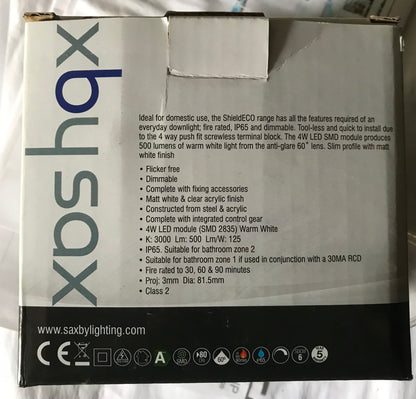 saxby
Ideal for domestic use, the ShieldECO range has all the features required of an
everyday downlight; fire rated, IP65 and dimmable. Tool-less and quick to install due
to the 4 way push fit screwless terminal block. The 4W LED SMD module produces
500 lumens of warm white light from the anti-glare 60° lens. Slim profile with matt
white finish
• Flicker free
• Dimmable
• Complete with fixing accessories
• Matt white & clear acrylic finish
• Constructed from steel & acrylic
• Complete with integrated control gear
• 4W LED module (SMD 2835) Warm White
• K: 3000 Lm: 500 Lm/W: 125
• IP65. Suitable for bathroom zone 2
• Suitable for bathroom zone 1 if used in conjunction with a 30MA RCD
• Fire rated to 30, 60 & 90 minutes
• Proj: 3mm Dia: 81.5mm
• Class 2
www.saxbylighting.com
CE A SMD >80 60° 6 5